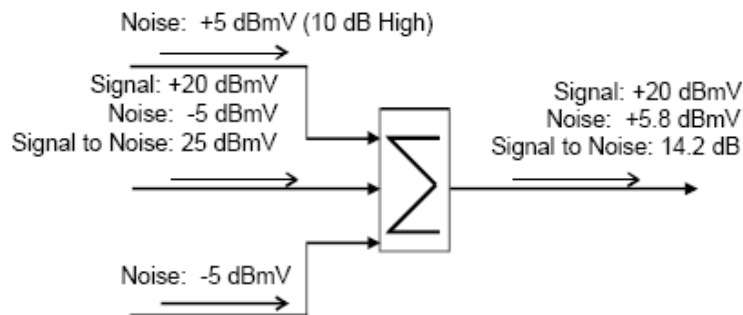 Noise: +5 dBmV (10 dB High)
Signal: +20 dBmV
Noise: -5 dBmV
Signal to Noise: 25 dBmV
Signal: +20 dBmV
Noise: +5.8 dBmV
Signal to Noise: 14.2 dB
Noise: -5 dBmV